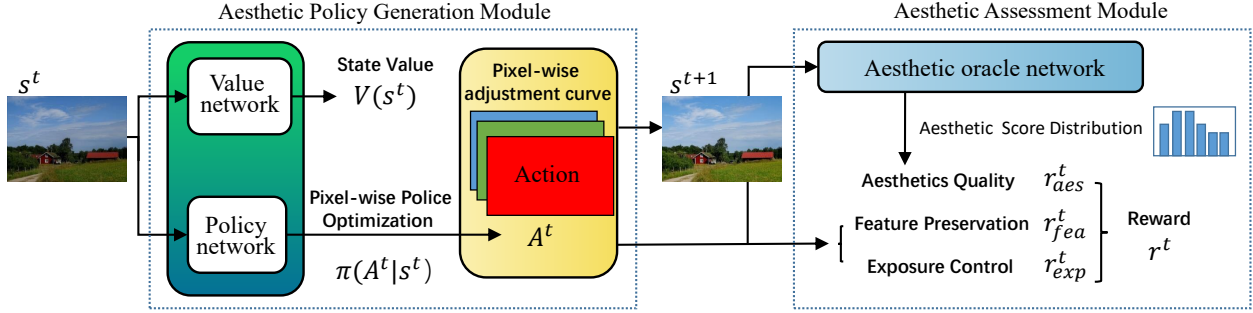 Aesthetic Policy Generation Module
Aesthetic Assessment Module
s^t
Value
network
State Value
V(s^t)
Pixel-wise
adjustment curve
Action
A^t
Policy
network
Pixel-wise Police
Optimization
π(A^t|s^t)
s^{t+1}
Aesthetic oracle network
Aesthetic Score Distribution
Aesthetics Quality r^t_{aes}
Feature Preservation r^t_{fea}
Exposure Control r^t_{exp}
Reward
r^t